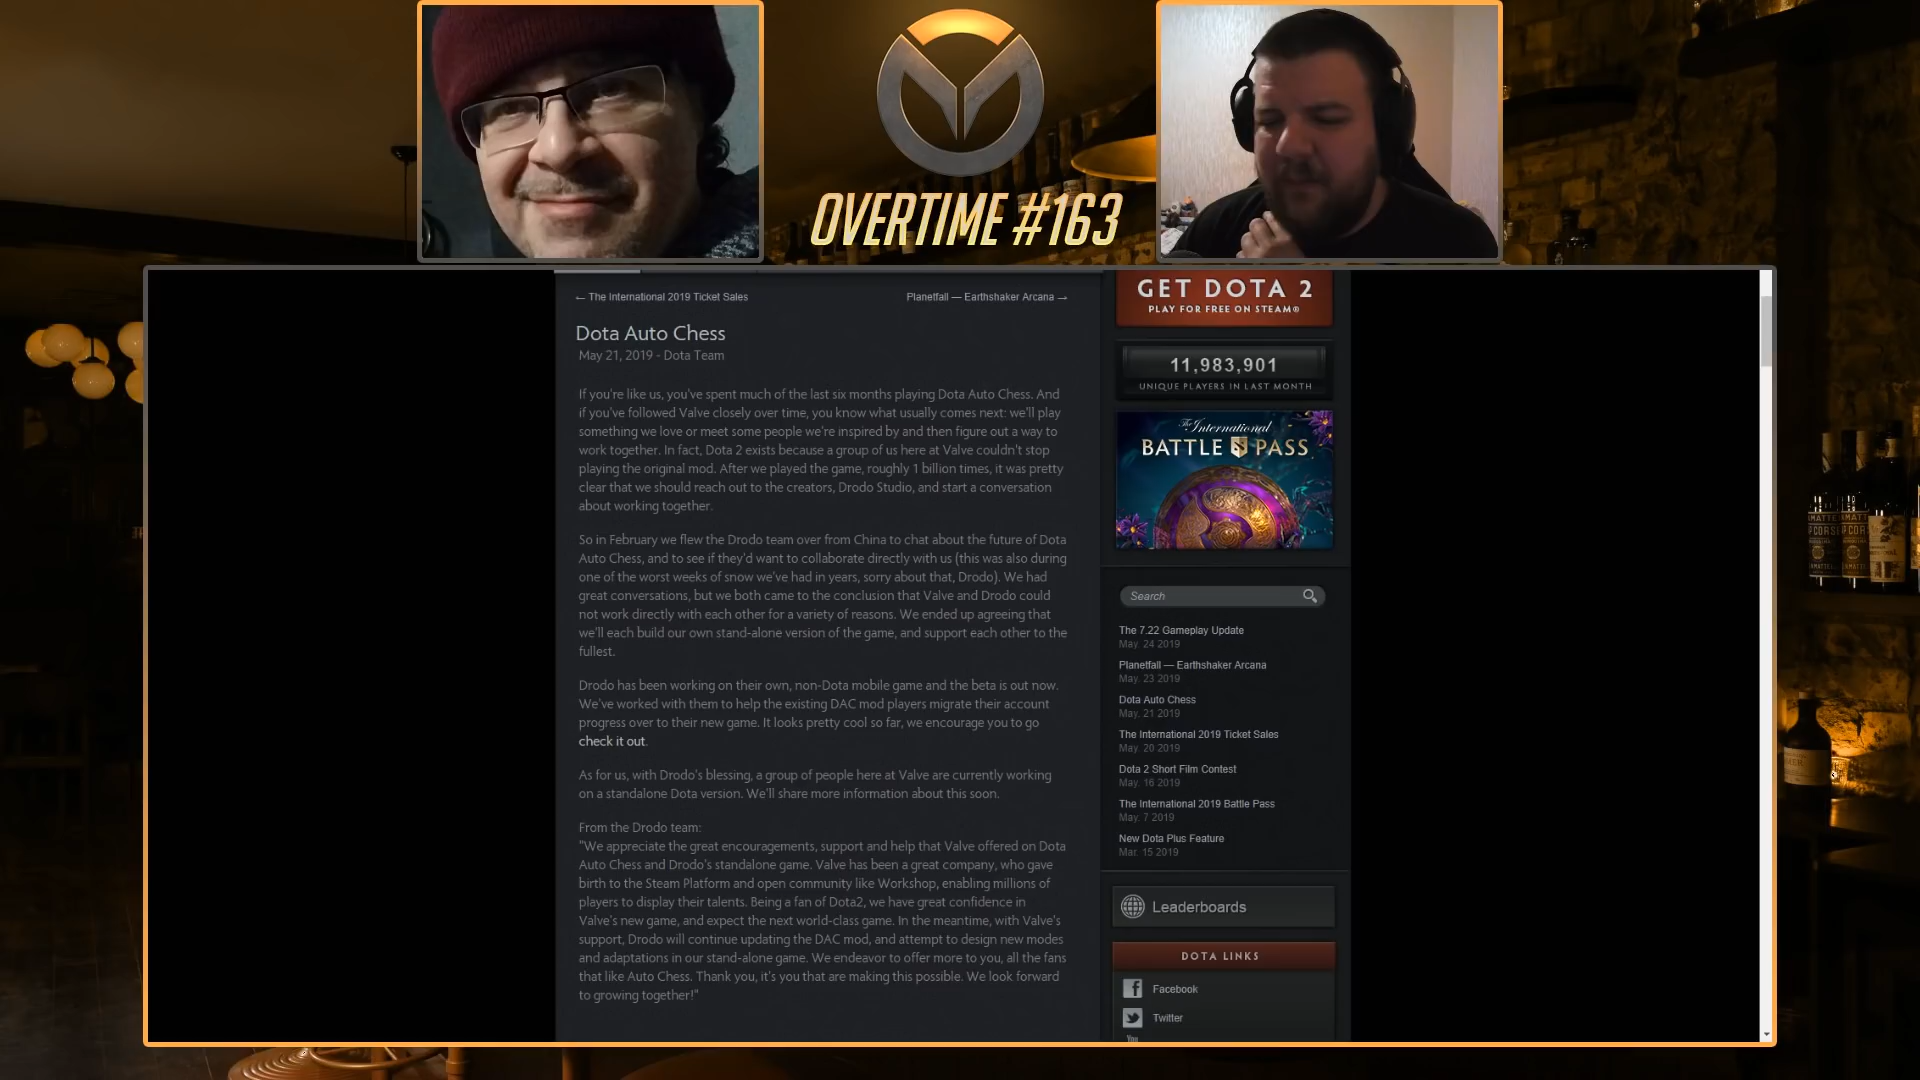 OVERTIME #163
← The International 2019 Ticket Sales
Planetfall — Earthshaker Arcana →
Dota Auto Chess
May 21, 2019 - Dota Team
If you're like us, you've spent much of the last six months playing Dota Auto Chess. And
if you've followed Valve closely over time, you know what usually comes next: we'll play
something we love or meet some people we're inspired by and then figure out a way to
work together. In fact, Dota 2 exists because a group of us here at Valve couldn't stop
playing the original mod. After we played the game, roughly 1 billion times, it was pretty
clear that we should reach out to the creators, Drodo Studio, and start a conversation
about working together.
So in February we flew the Drodo team over from China to chat about the future of Dota
Auto Chess, and to see if they'd want to collaborate directly with us (this was also during
one of the worst weeks of snow we've had in years, sorry about that, Drodo). We had
great conversations, but we both came to the conclusion that Valve and Drodo could
not work directly with each other for a variety of reasons. We ended up agreeing that
we'll each build our own stand-alone version of the game, and support each other to the
fullest.
Drodo has been working on their own, non-Dota mobile game and the beta is out now.
We've worked with them to help the existing DAC mod players migrate their account
progress over to their new game. It looks pretty cool so far, we encourage you to go
check it out.
As for us, with Drodo's blessing, a group of people here at Valve are currently working
on a standalone Dota version. We'll share more information about this soon.
From the Drodo team:
"We appreciate the great encouragements, support and help that Valve offered on Dota
Auto Chess and Drodo's standalone game. Valve has been a great company, who gave
birth to the Steam Platform and open community like Workshop, enabling millions of
players to display their talents. Being a fan of Dota2, we have great confidence in
Valve's new game, and expect the next world-class game. In the meantime, with Valve's
support, Drodo will continue updating the DAC mod, and attempt to design new modes
and adaptations in our stand-alone game. We endeavor to offer more to you, all the fans
that like Auto Chess. Thank you, it's you that are making this possible. We look forward
to growing together!"
GET DOTA 2
PLAY FOR FREE ON STEAM®
11,983,901
UNIQUE PLAYERS IN LAST MONTH
The International
BATTLE PASS
Search
The 7.22 Gameplay Update
May. 24 2019
Planetfall — Earthshaker Arcana
May. 23 2019
Dota Auto Chess
May. 21 2019
The International 2019 Ticket Sales
May. 20 2019
Dota 2 Short Film Contest
May. 16 2019
The International 2019 Battle Pass
May. 7 2019
New Dota Plus Feature
Mar. 15 2019
Leaderboards
DOTA LINKS
Facebook
Twitter
You